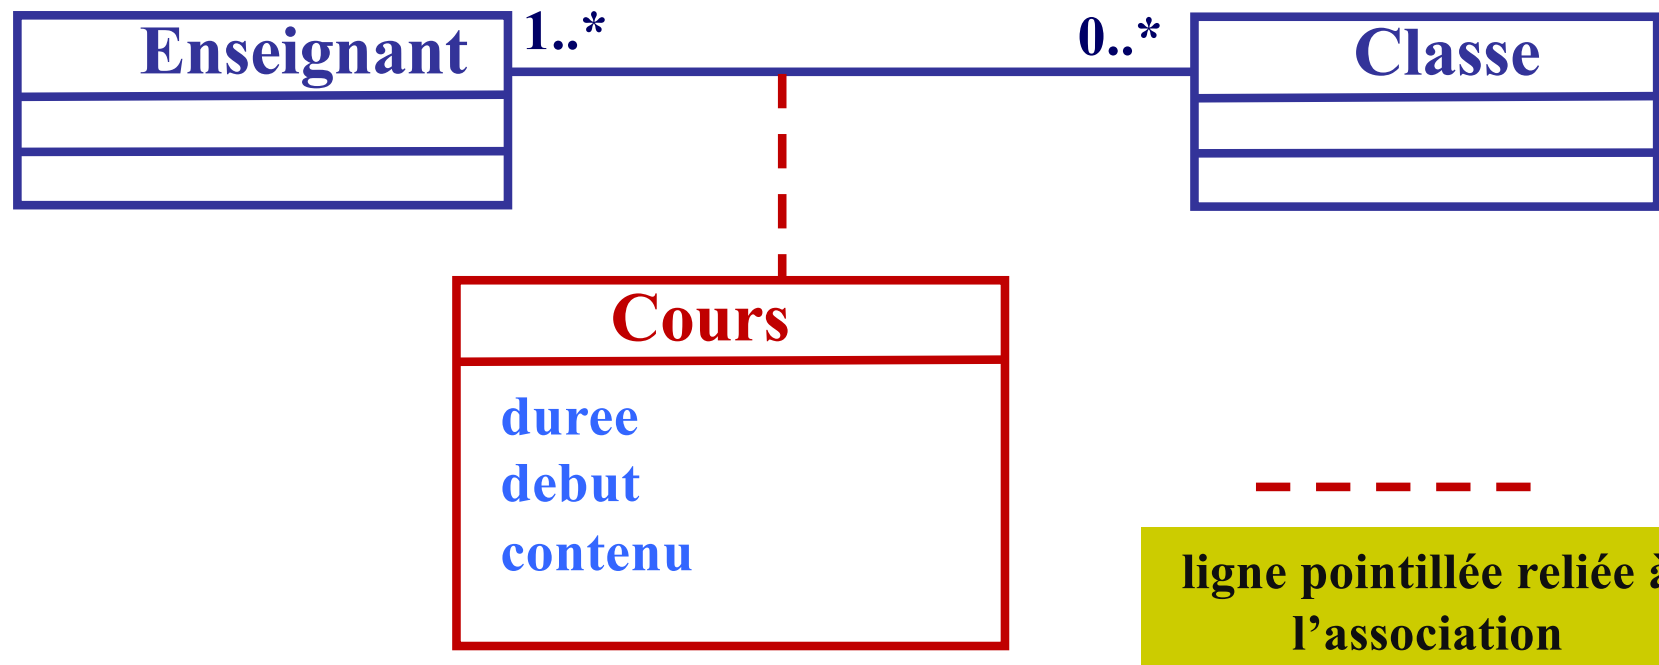 Enseignant
1..*
0..*
Classe
Cours
duree
debut
contenu
ligne pointillée reliée à
l’association